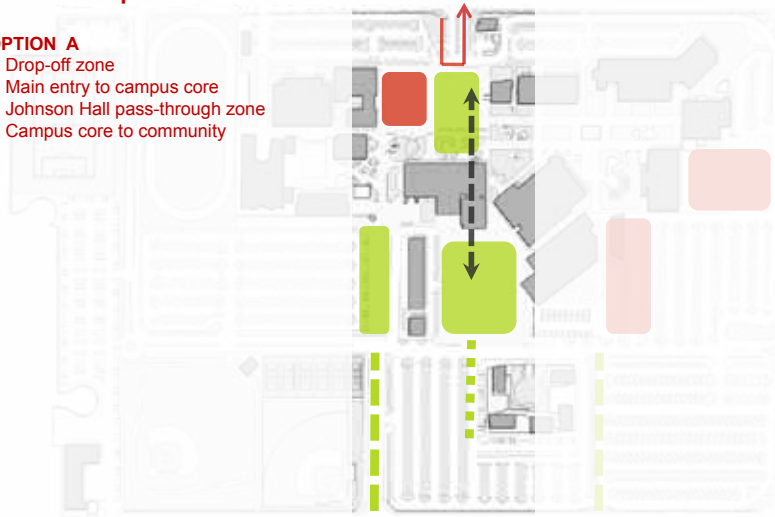 PTION A
Drop-off zone
Main entry to campus core
Johnson Hall pass-through zone
Campus core to community